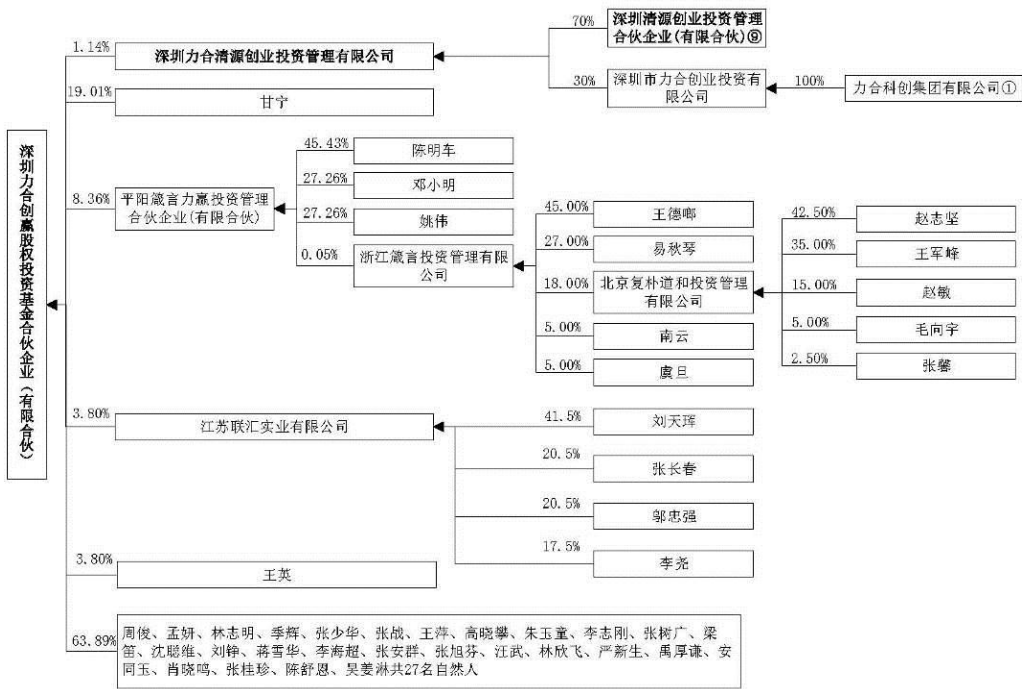 深圳力合创赢股权投资基金合伙企业（有限合伙）
1.14%
深圳力合清源创业投资管理有限公司
70%
深圳清源创业投资管理
合伙企业(有限合伙)⑨
30%
深圳市力合创业投资有
限公司
100%
力合科创集团有限公司①
19.01%
甘宁
8.36%
平阳箴言力赢投资管理
合伙企业(有限合伙)
45.43%
陈明车
27.26%
邓小明
27.26%
姚伟
0.05%
浙江箴言投资管理有限
公司
45.00%
王德啣
27.00%
易秋琴
18.00%
北京复朴道和投资管理
有限公司
5.00%
南云
5.00%
虞旦
42.50%
赵志坚
35.00%
王军峰
15.00%
赵敏
5.00%
毛向宇
2.50%
张馨
3.80%
江苏联汇实业有限公司
41.5%
刘天珲
20.5%
张长春
20.5%
邬忠强
17.5%
李尧
3.80%
王英
63.89%
周俊、孟妍、林志明、季辉、张少华、张战、王萍、高晓攀、朱玉童、李志刚、张树广、梁
笛、沈聪维、刘铮、蒋雪华、李海超、张安群、张旭芬、汪武、林欣飞、严新生、禹厚谦、安
同玉、肖晓鸣、张桂珍、陈舒恩、吴菱淋共27名自然人